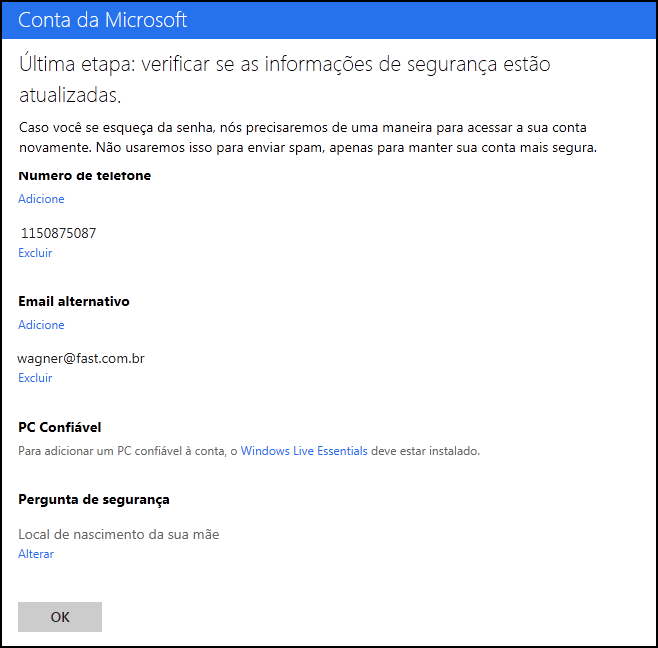 Conta da Microsoft
Última etapa: verificar se as informações de segurança estão
atualizadas.
Caso você se esqueça da senha, nós precisaremos de uma maneira para acessar a sua conta
novamente. Não usaremos isso para enviar spam, apenas para manter sua conta mais segura.
Número de telefone
Adicione
1150875087
Excluir
Email alternativo
Adicione
wagner@fast.com.br
Excluir
PC Confiável
Para adicionar um PC confiável à conta, o Windows Live Essentials deve estar instalado.
Pergunta de segurança
Local de nascimento da sua mãe
Alterar
OK